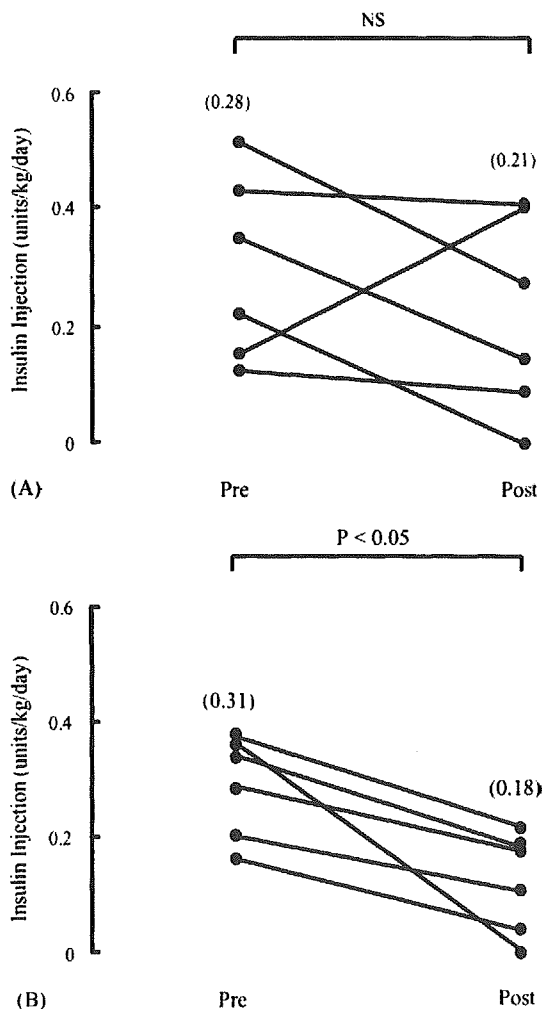 NS
0.6
(0.28)
(0.21)
0.4
0.2
0
Insulin Injection (units/kg/day)
(A)
Pre
Post
P < 0.05
0.6
(0.31)
0.4
(0.18)
0.2
0
Insulin Injection (units/kg/day)
(B)
Pre
Post